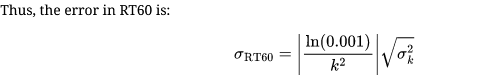 Thus, the error in RT60 is:
σ_RT60 = |ln(0.001) / k²| √(σ_k²)